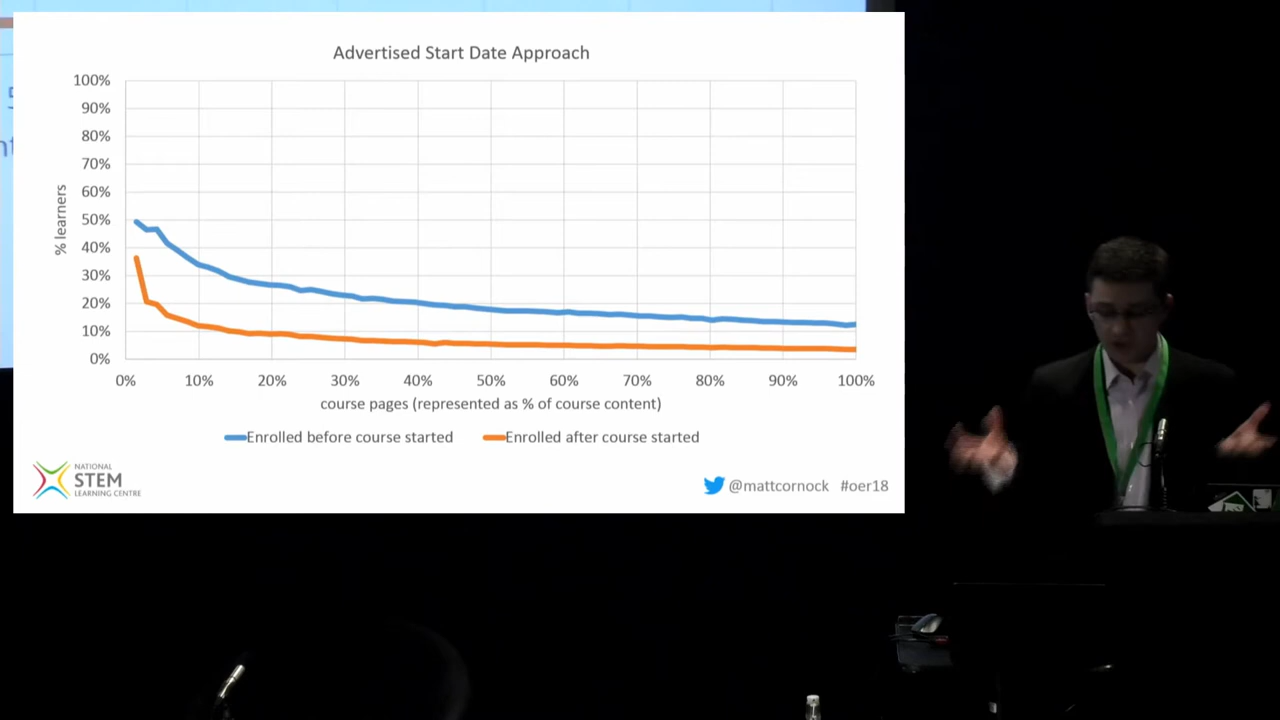 Advertised Start Date Approach
100%
90%
80%
70%
60%
50%
40%
30%
20%
10%
0%
% learners
0% 10% 20% 30% 40% 50% 60% 70% 80% 90% 100%
course pages (represented as % of course content)
Enrolled before course started Enrolled after course started
NATIONAL
STEM
LEARNING CENTRE
@mattcornock #oer18